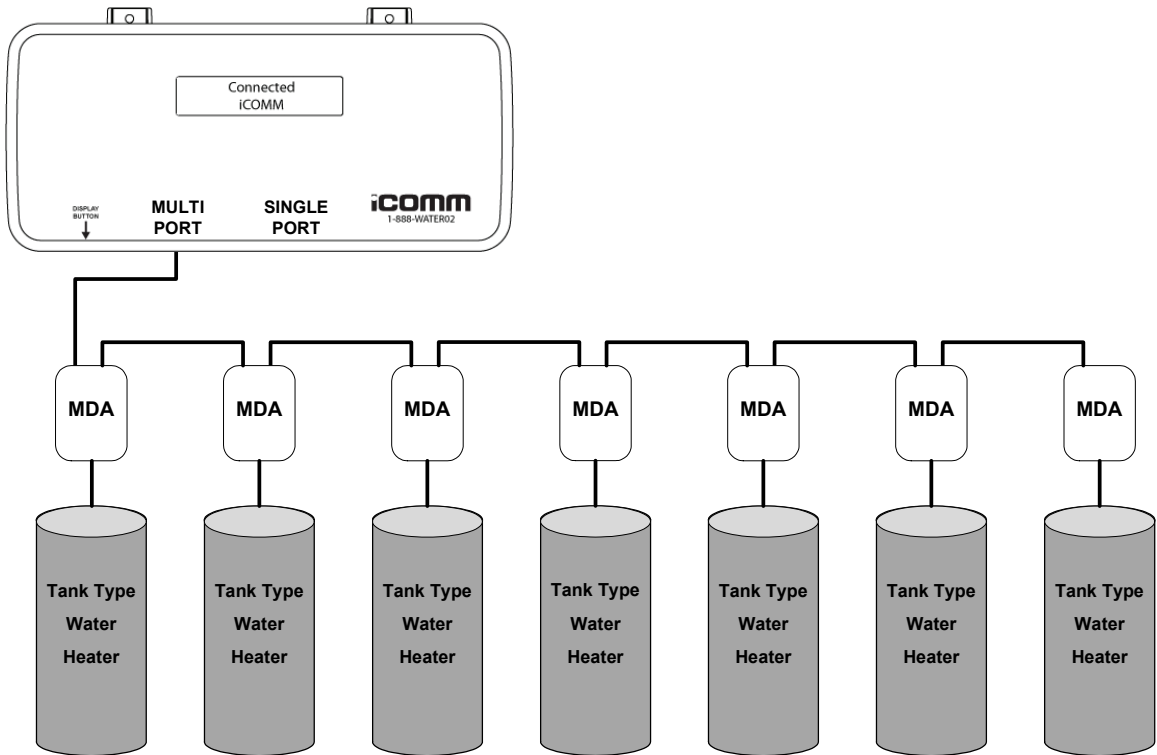 Connected
iCOMM
DISPLAY
BUTTON
MULTI
PORT
SINGLE
PORT
iCOMM
1-888-WATER02
MDA
MDA
MDA
MDA
MDA
MDA
MDA
Tank Type
Water
Heater
Tank Type
Water
Heater
Tank Type
Water
Heater
Tank Type
Water
Heater
Tank Type
Water
Heater
Tank Type
Water
Heater
Tank Type
Water
Heater